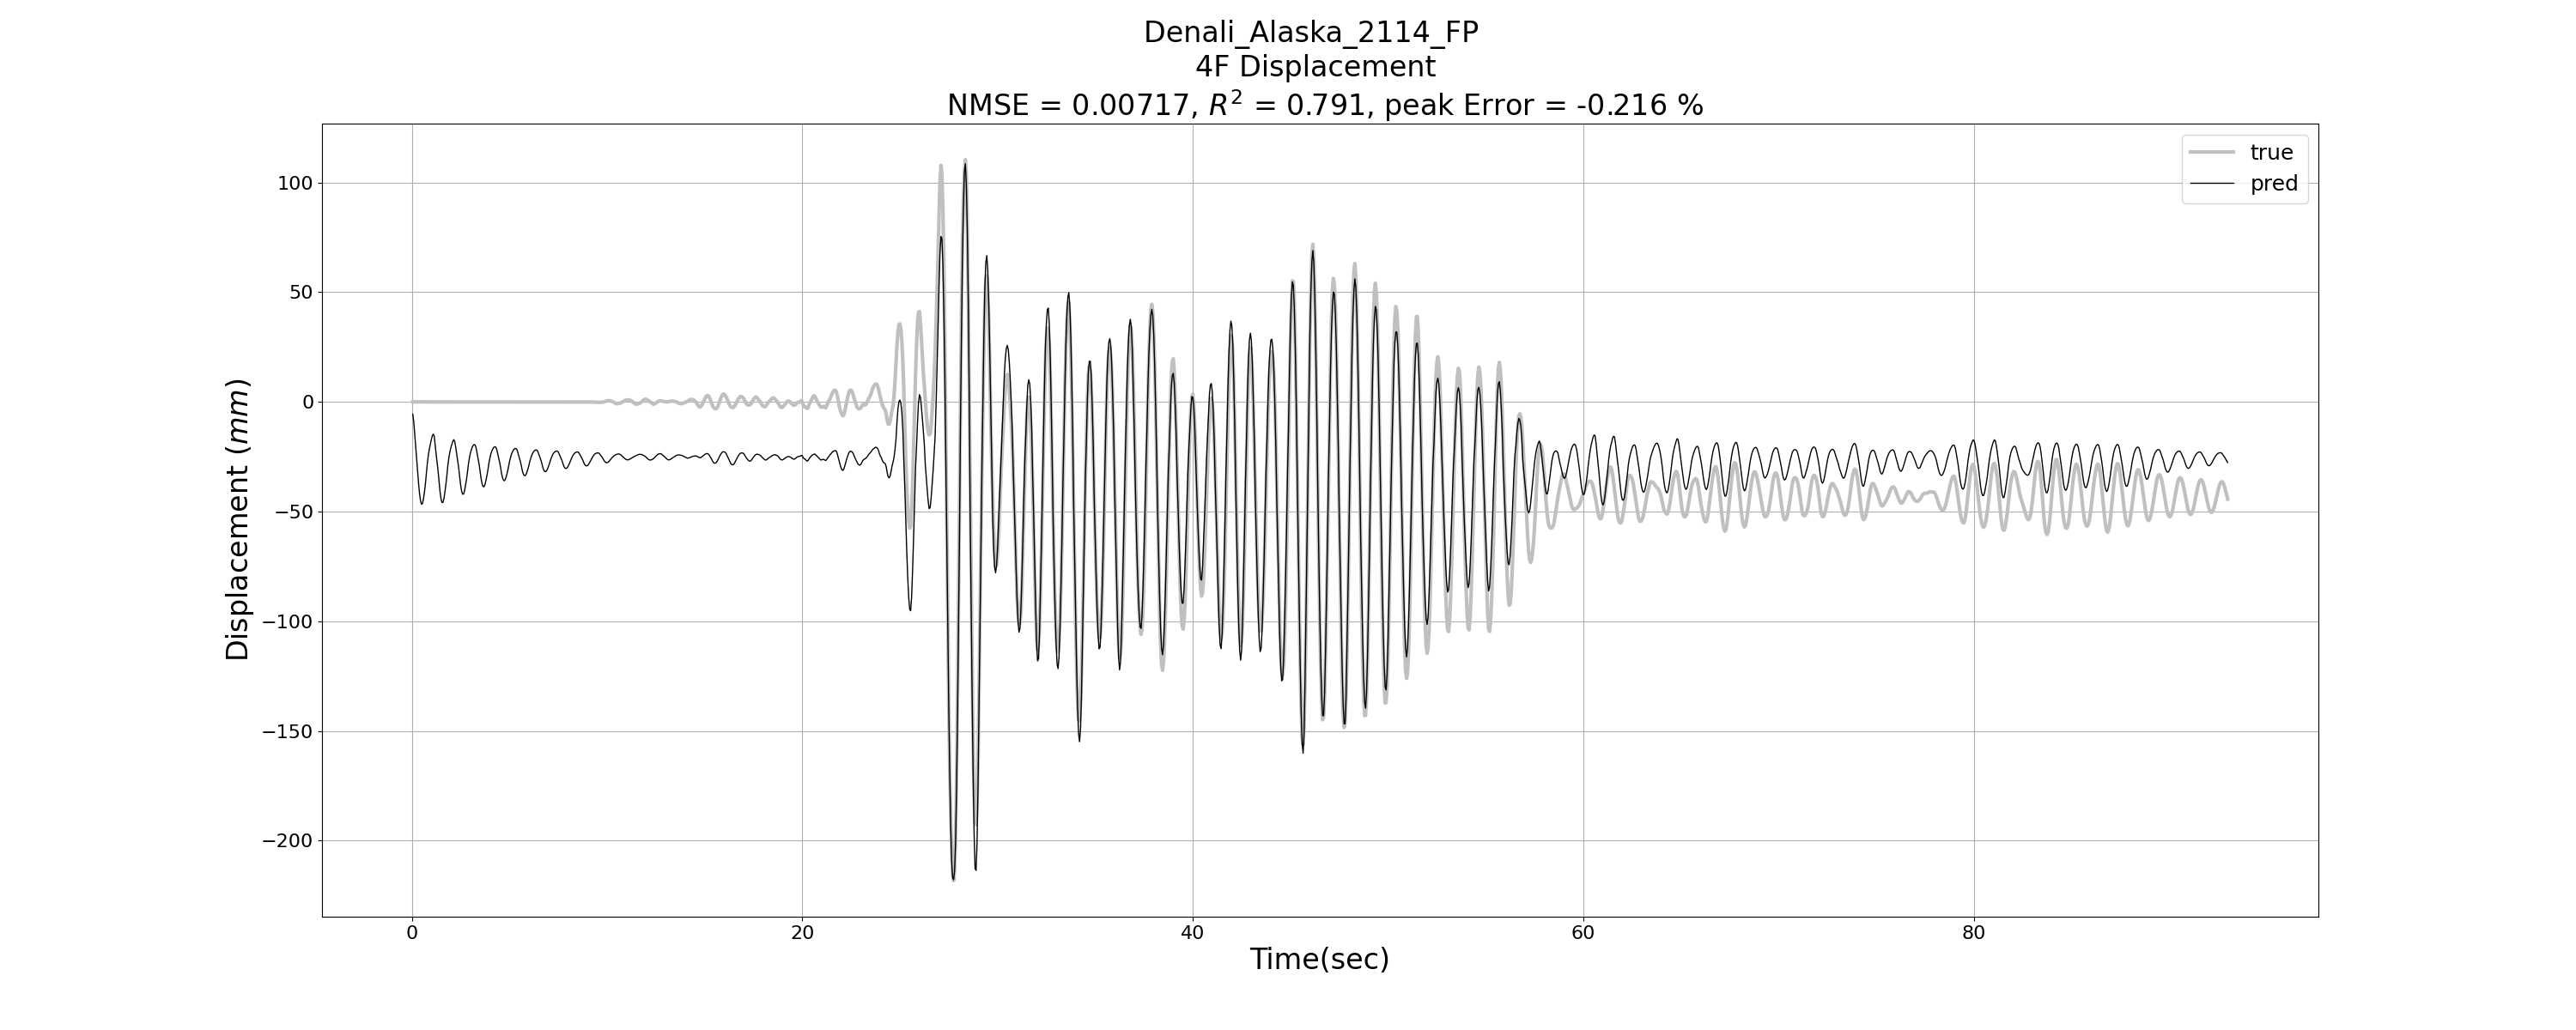 Denali_Alaska_2114_FP
4F Displacement
NMSE = 0.00717, R² = 0.791, peak Error = -0.216 %
true
pred
100
50
0
−50
−100
−150
−200
Displacement (mm)
0 20 40 60 80
Time(sec)